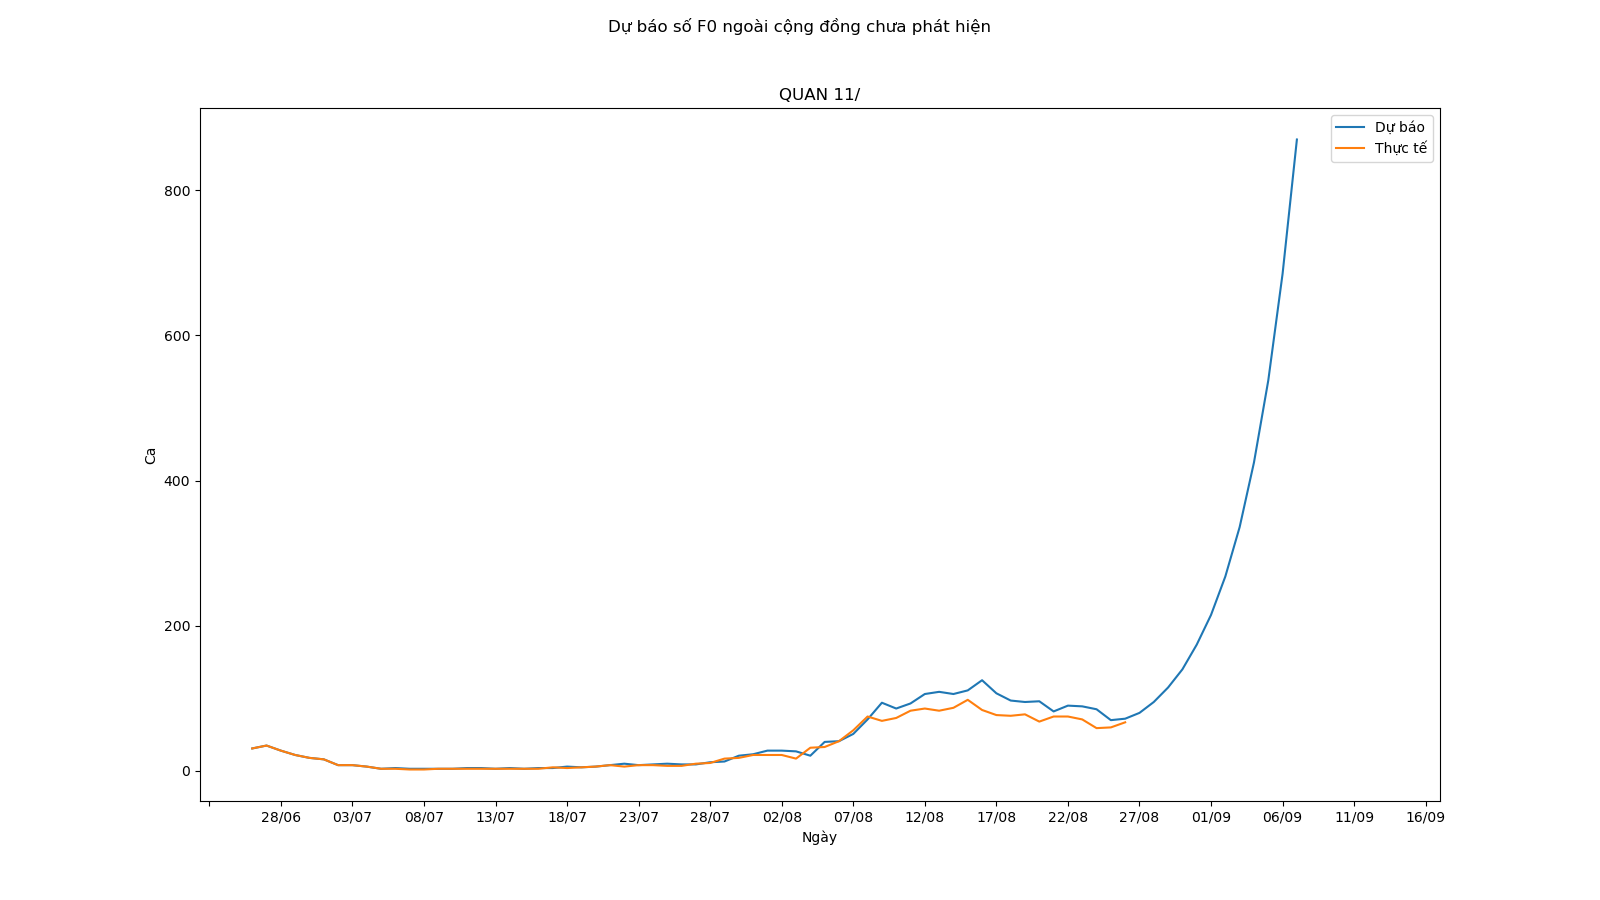 Dự báo số F0 ngoài cộng đồng chưa phát hiện
QUAN 11/
Dự báo
Thực tế
800
600
400
200
0
Ca
28/06 03/07 08/07 13/07 18/07 23/07 28/07 02/08 07/08 12/08 17/08 22/08 27/08 01/09 06/09 11/09 16/09
Ngày